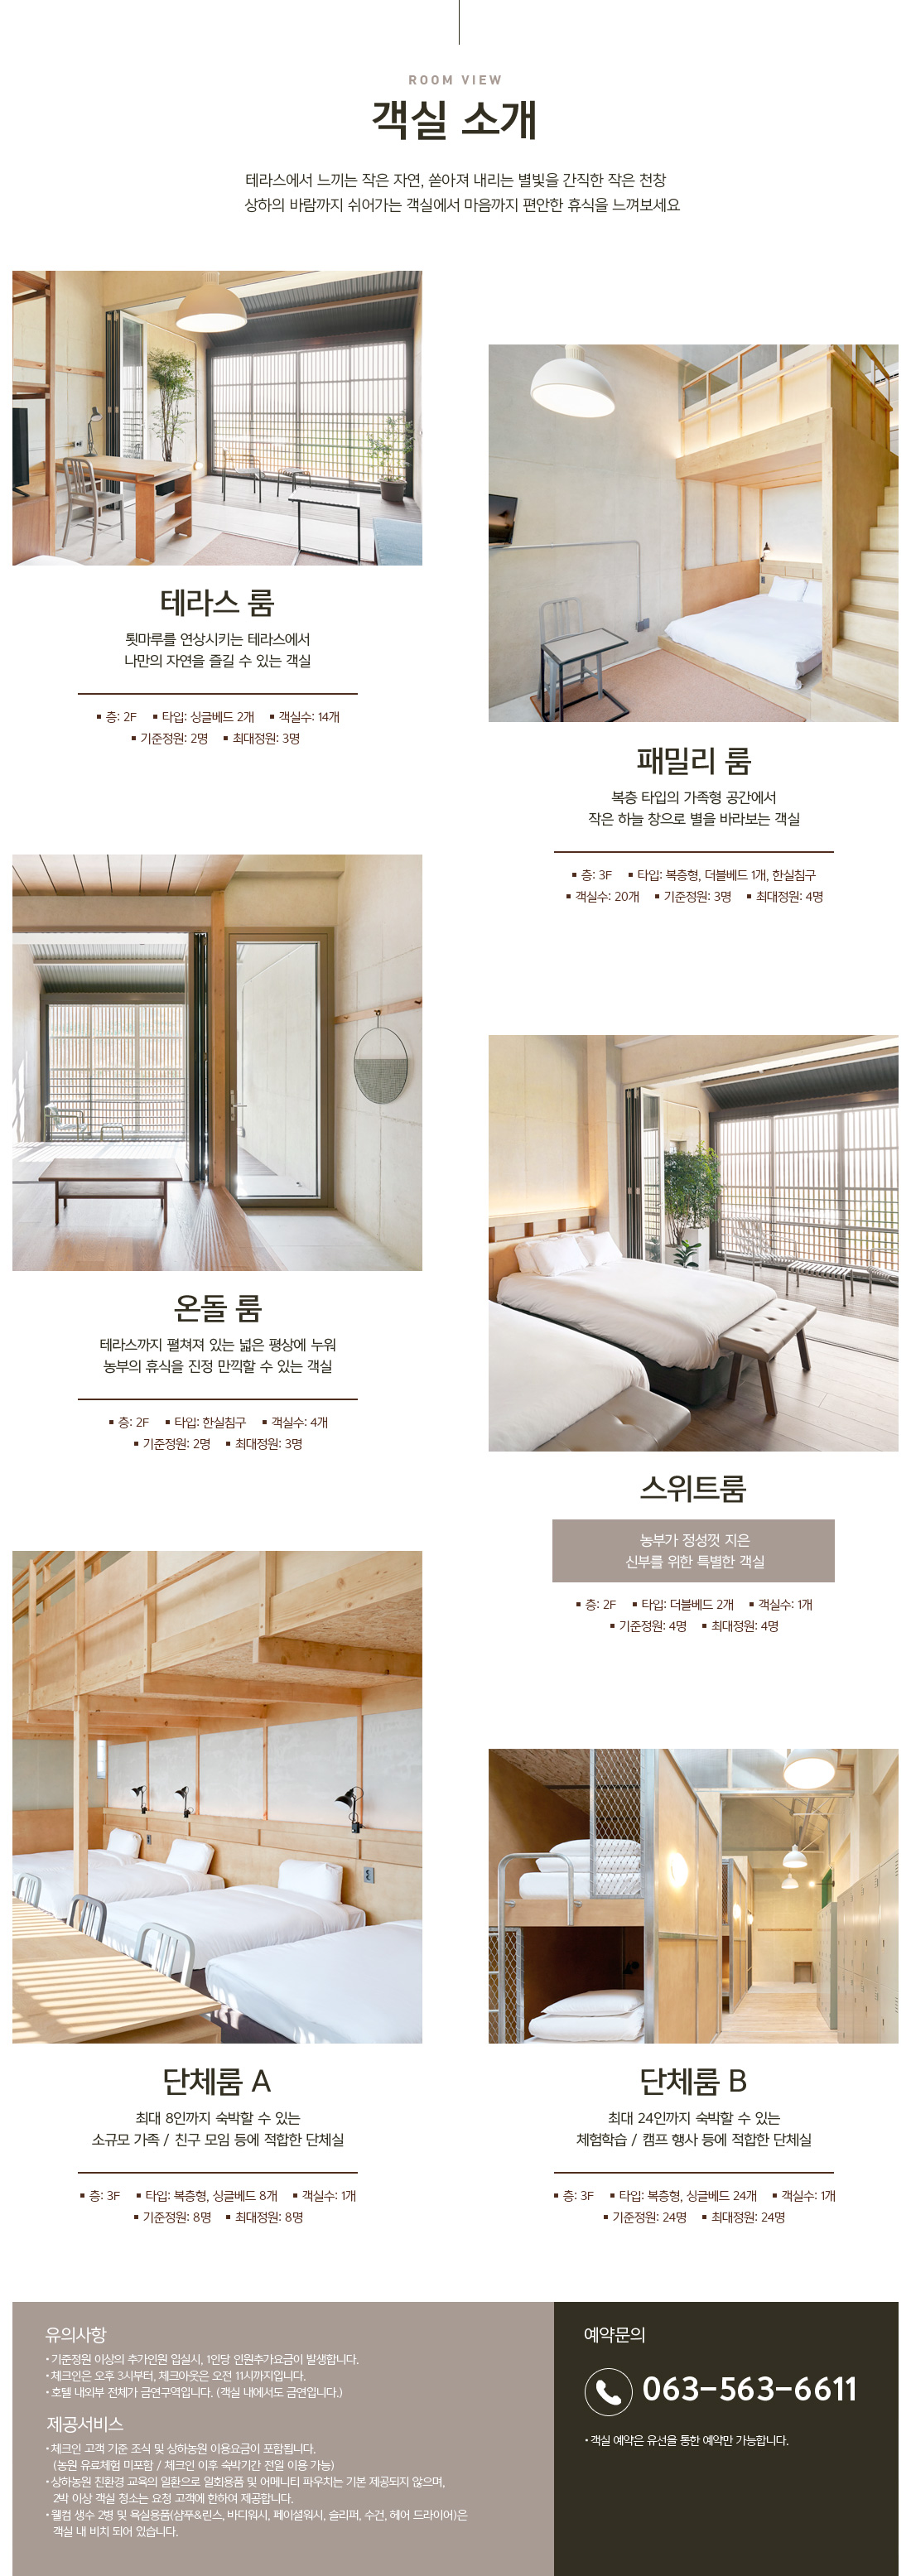 ROOM VIEW
객실 소개
테라스에서 느끼는 작은 자연, 쏟아져 내리는 별빛을 간직한 작은 천창
상하의 바람까지 쉬어가는 객실에서 마음까지 편안한 휴식을 느껴보세요
테라스 룸
툇마루를 연상시키는 테라스에서
나만의 자연을 즐길 수 있는 객실
▪ 층: 2F ▪ 타입: 싱글베드 2개 ▪ 객실수: 14개
▪ 기준정원: 2명 ▪ 최대정원: 3명
패밀리 룸
복층 타입의 가족형 공간에서
작은 하늘 창으로 별을 바라보는 객실
▪ 층: 3F ▪ 타입: 복층형, 더블베드 1개, 한실침구
▪ 객실수: 20개 ▪ 기준정원: 3명 ▪ 최대정원: 4명
온돌 룸
테라스까지 펼쳐져 있는 넓은 평상에 누워
농부의 휴식을 진정 만끽할 수 있는 객실
▪ 층: 2F ▪ 타입: 한실침구 ▪ 객실수: 4개
▪ 기준정원: 2명 ▪ 최대정원: 3명
스위트룸
농부가 정성껏 지은
신부를 위한 특별한 객실
▪ 층: 2F ▪ 타입: 더블베드 2개 ▪ 객실수: 1개
▪ 기준정원: 4명 ▪ 최대정원: 4명
단체룸 A
최대 8인까지 숙박할 수 있는
소규모 가족 / 친구 모임 등에 적합한 단체실
▪ 층: 3F ▪ 타입: 복층형, 싱글베드 8개 ▪ 객실수: 1개
▪ 기준정원: 8명 ▪ 최대정원: 8명
단체룸 B
최대 24인까지 숙박할 수 있는
체험학습 / 캠프 행사 등에 적합한 단체실
▪ 층: 3F ▪ 타입: 복층형, 싱글베드 24개 ▪ 객실수: 1개
▪ 기준정원: 24명 ▪ 최대정원: 24명
유의사항
• 기준정원 이상의 추가인원 입실시, 1인당 인원추가요금이 발생합니다.
• 체크인은 오후 3시부터, 체크아웃은 오전 11시까지입니다.
• 호텔 내외부 전체가 금연구역입니다. (객실 내에서도 금연입니다.)
제공서비스
• 체크인 고객 기준 조식 및 상하농원 이용요금이 포함됩니다.
(농원 유료체험 미포함 / 체크인 이후 숙박기간 전일 이용 가능)
• 상하농원 친환경 교육의 일환으로 일회용품 및 어메니티 파우치는 기본 제공되지 않으며,
2박 이상 객실 청소는 요청 고객에 한하여 제공합니다.
• 웰컴 생수 2병 및 욕실용품(샴푸&린스, 바디워시, 페이셜워시, 슬리퍼, 수건, 헤어 드라이어)은
객실 내 비치 되어 있습니다.
예약문의
063-563-6611
• 객실 예약은 유선을 통한 예약만 가능합니다.